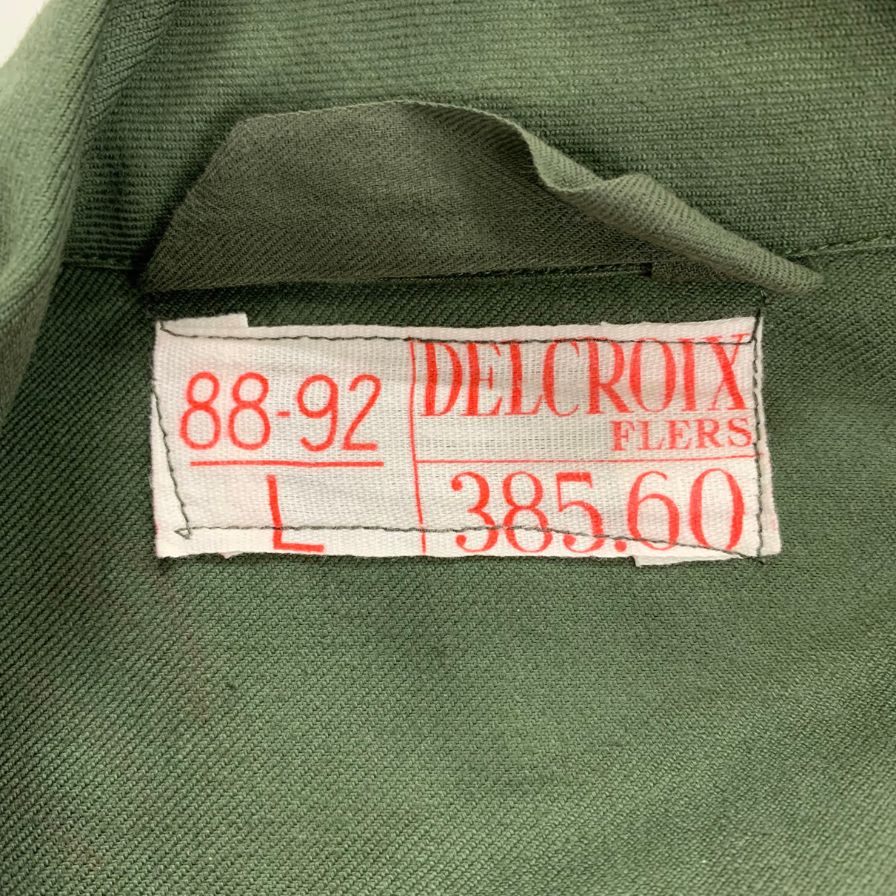 88-92
L
DELCROIX
FLERS
385.60